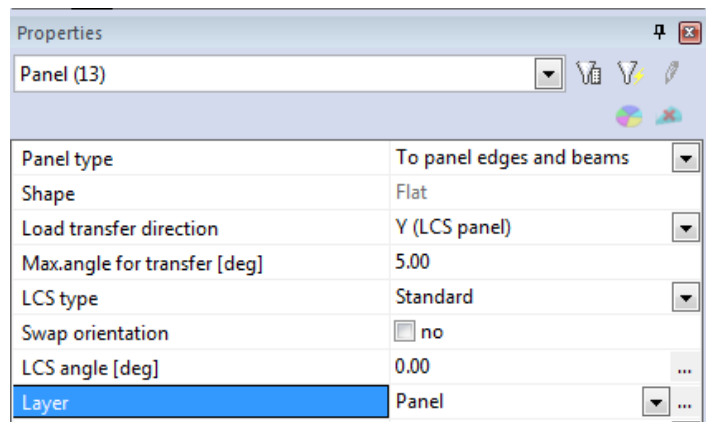 Properties
Panel (13)
Panel type To panel edges and beams
Shape Flat
Load transfer direction Y (LCS panel)
Max.angle for transfer [deg] 5.00
LCS type Standard
Swap orientation no
LCS angle [deg] 0.00 ...
Layer Panel ...